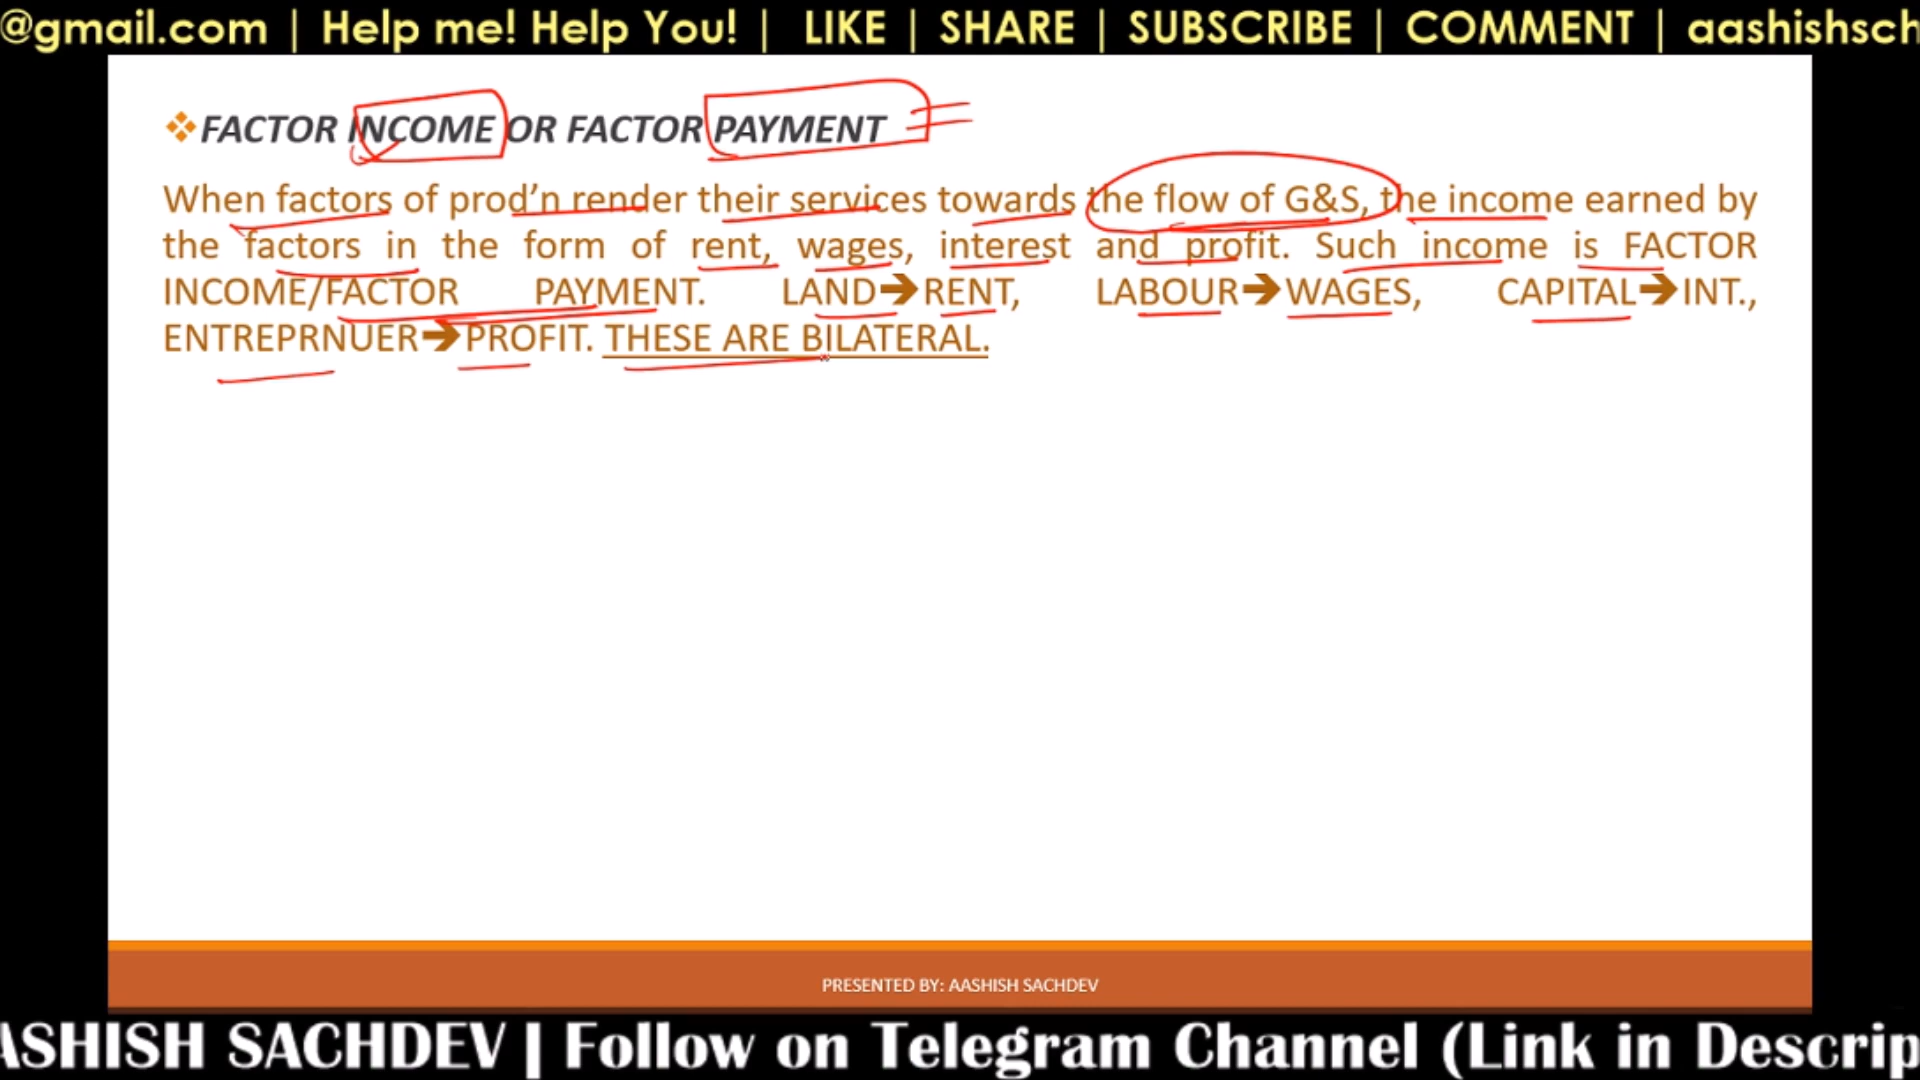 @gmail.com | Help me! Help You! | LIKE | SHARE | SUBSCRIBE | COMMENT | aashishsch
FACTOR INCOME OR FACTOR PAYMENT
When factors of prod’n render their services towards the flow of G&S, the income earned by
the factors in the form of rent, wages, interest and profit. Such income is FACTOR
INCOME/FACTOR PAYMENT. LAND➔RENT, LABOUR➔WAGES, CAPITAL➔INT.,
ENTREPRNUER➔PROFIT. THESE ARE BILATERAL.
PRESENTED BY: AASHISH SACHDEV
ASHISH SACHDEV | Follow on Telegram Channel (Link in Descrip